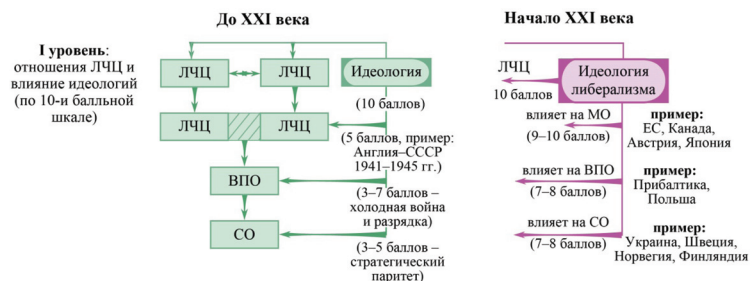 До XXI века
Начало XXI века
I уровень:
отношения ЛЧЦ и
влияние идеологий
(по 10-и балльной
шкале)
ЛЧЦ
ЛЧЦ
Идеология
(10 баллов)
ЛЧЦ
ЛЧЦ
(5 баллов, пример:
Англия–СССР
1941–1945 гг.)
ВПО
(3–7 баллов –
холодная война
и разрядка)
СО
(3–5 баллов –
стратегический
паритет)
ЛЧЦ
10 баллов
Идеология
либерализма
влияет на МО
(9–10 баллов)
пример:
ЕС, Канада,
Австрия, Япония
влияет на ВПО
(7–8 баллов)
пример:
Прибалтика,
Польша
влияет на СО
(7–8 баллов)
пример:
Украина, Швеция,
Норвегия, Финляндия